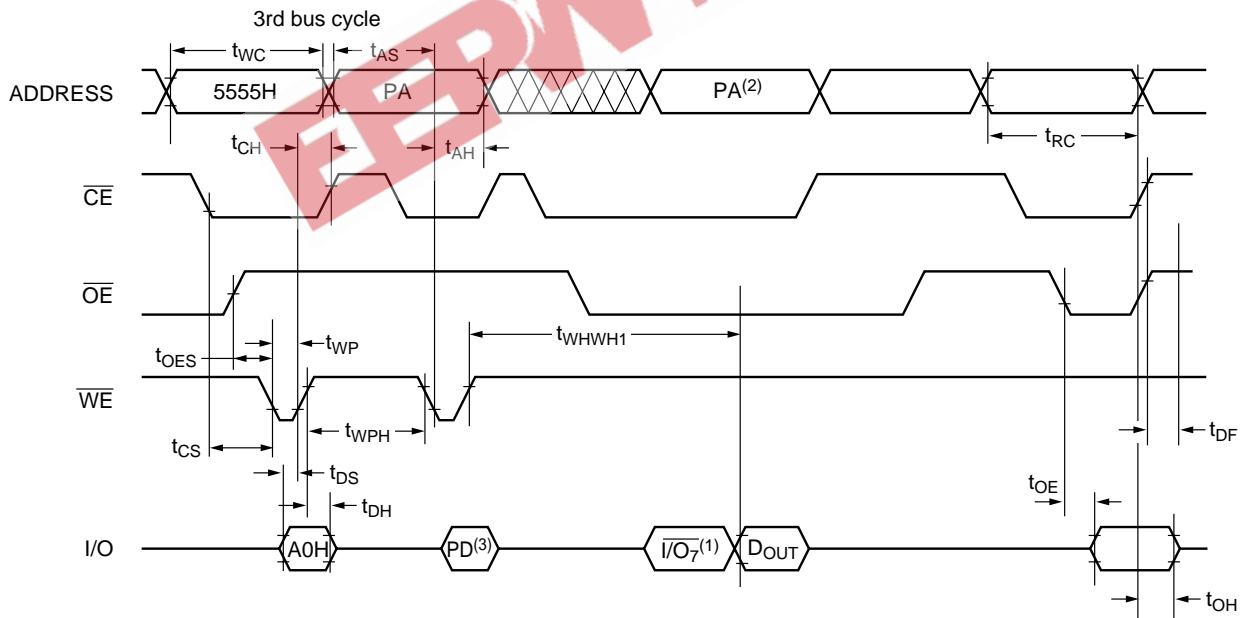 3rd bus cycle
tWC
tAS
ADDRESS
5555H
PA
PA(2)
tCH
tAH
tRC
CE
OE
tOES
tWP
tWHWH1
WE
tCS
tWPH
tDS
tDH
tDF
tOE
I/O
A0H
PD(3)
I/O7(1)
DOUT
tOH